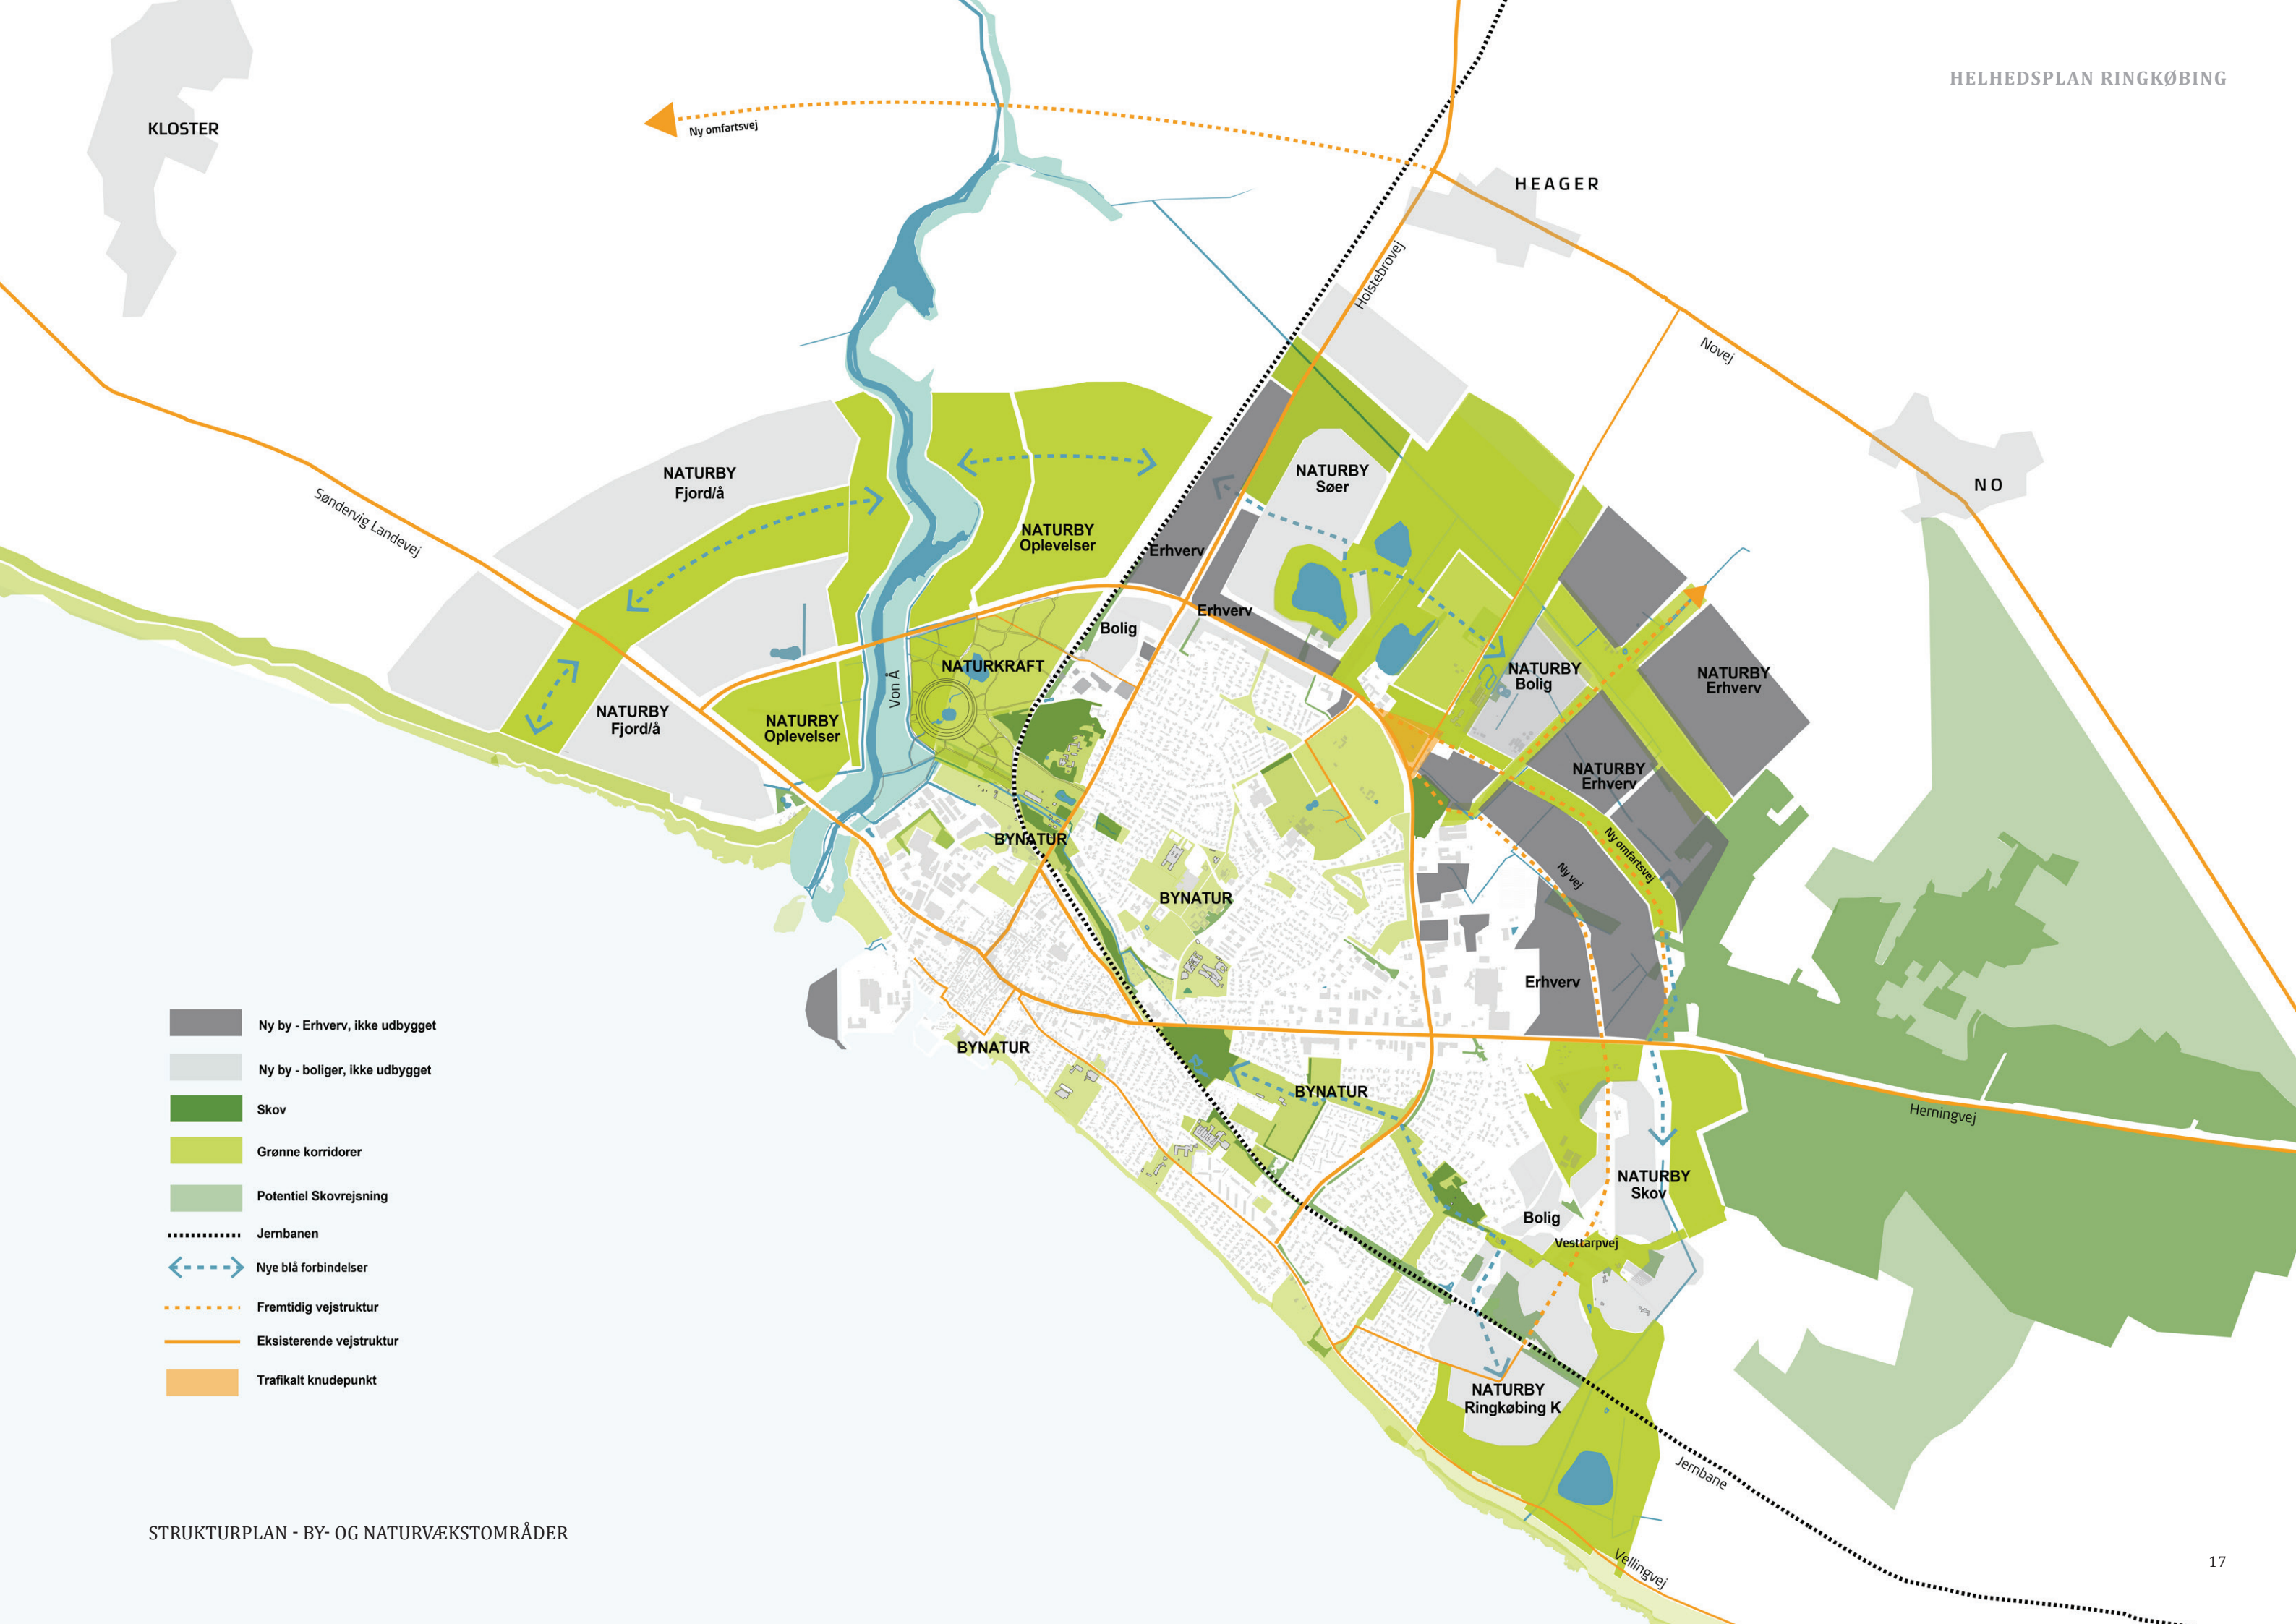 HELHEDSPLAN RINGKØBING
KLOSTER
Ny omfartsvej
HEAGER
Holstebrovej
Novej
NO
Søndervig Landevej
NATURBY
Fjord/å
NATURBY
Søer
NATURBY
Oplevelser
Erhverv
Erhverv
Bolig
NATURKRAFT
Von Å
NATURBY
Fjord/å
NATURBY
Oplevelser
NATURBY
Bolig
NATURBY
Erhverv
NATURBY
Erhverv
Ny omfartsvej
Ny vej
BYNATUR
BYNATUR
Erhverv
BYNATUR
BYNATUR
Herningvej
NATURBY
Skov
Bolig
Vesttarpvej
NATURBY
Ringkøbing K
Jernbane
Vellingvej
Ny by - Erhverv, ikke udbygget
Ny by - boliger, ikke udbygget
Skov
Grønne korridorer
Potentiel Skovrejsning
Jernbanen
Nye blå forbindelser
Fremtidig vejstruktur
Eksisterende vejstruktur
Trafikalt knudepunkt
STRUKTURPLAN - BY- OG NATURVÆKSTOMRÅDER
17